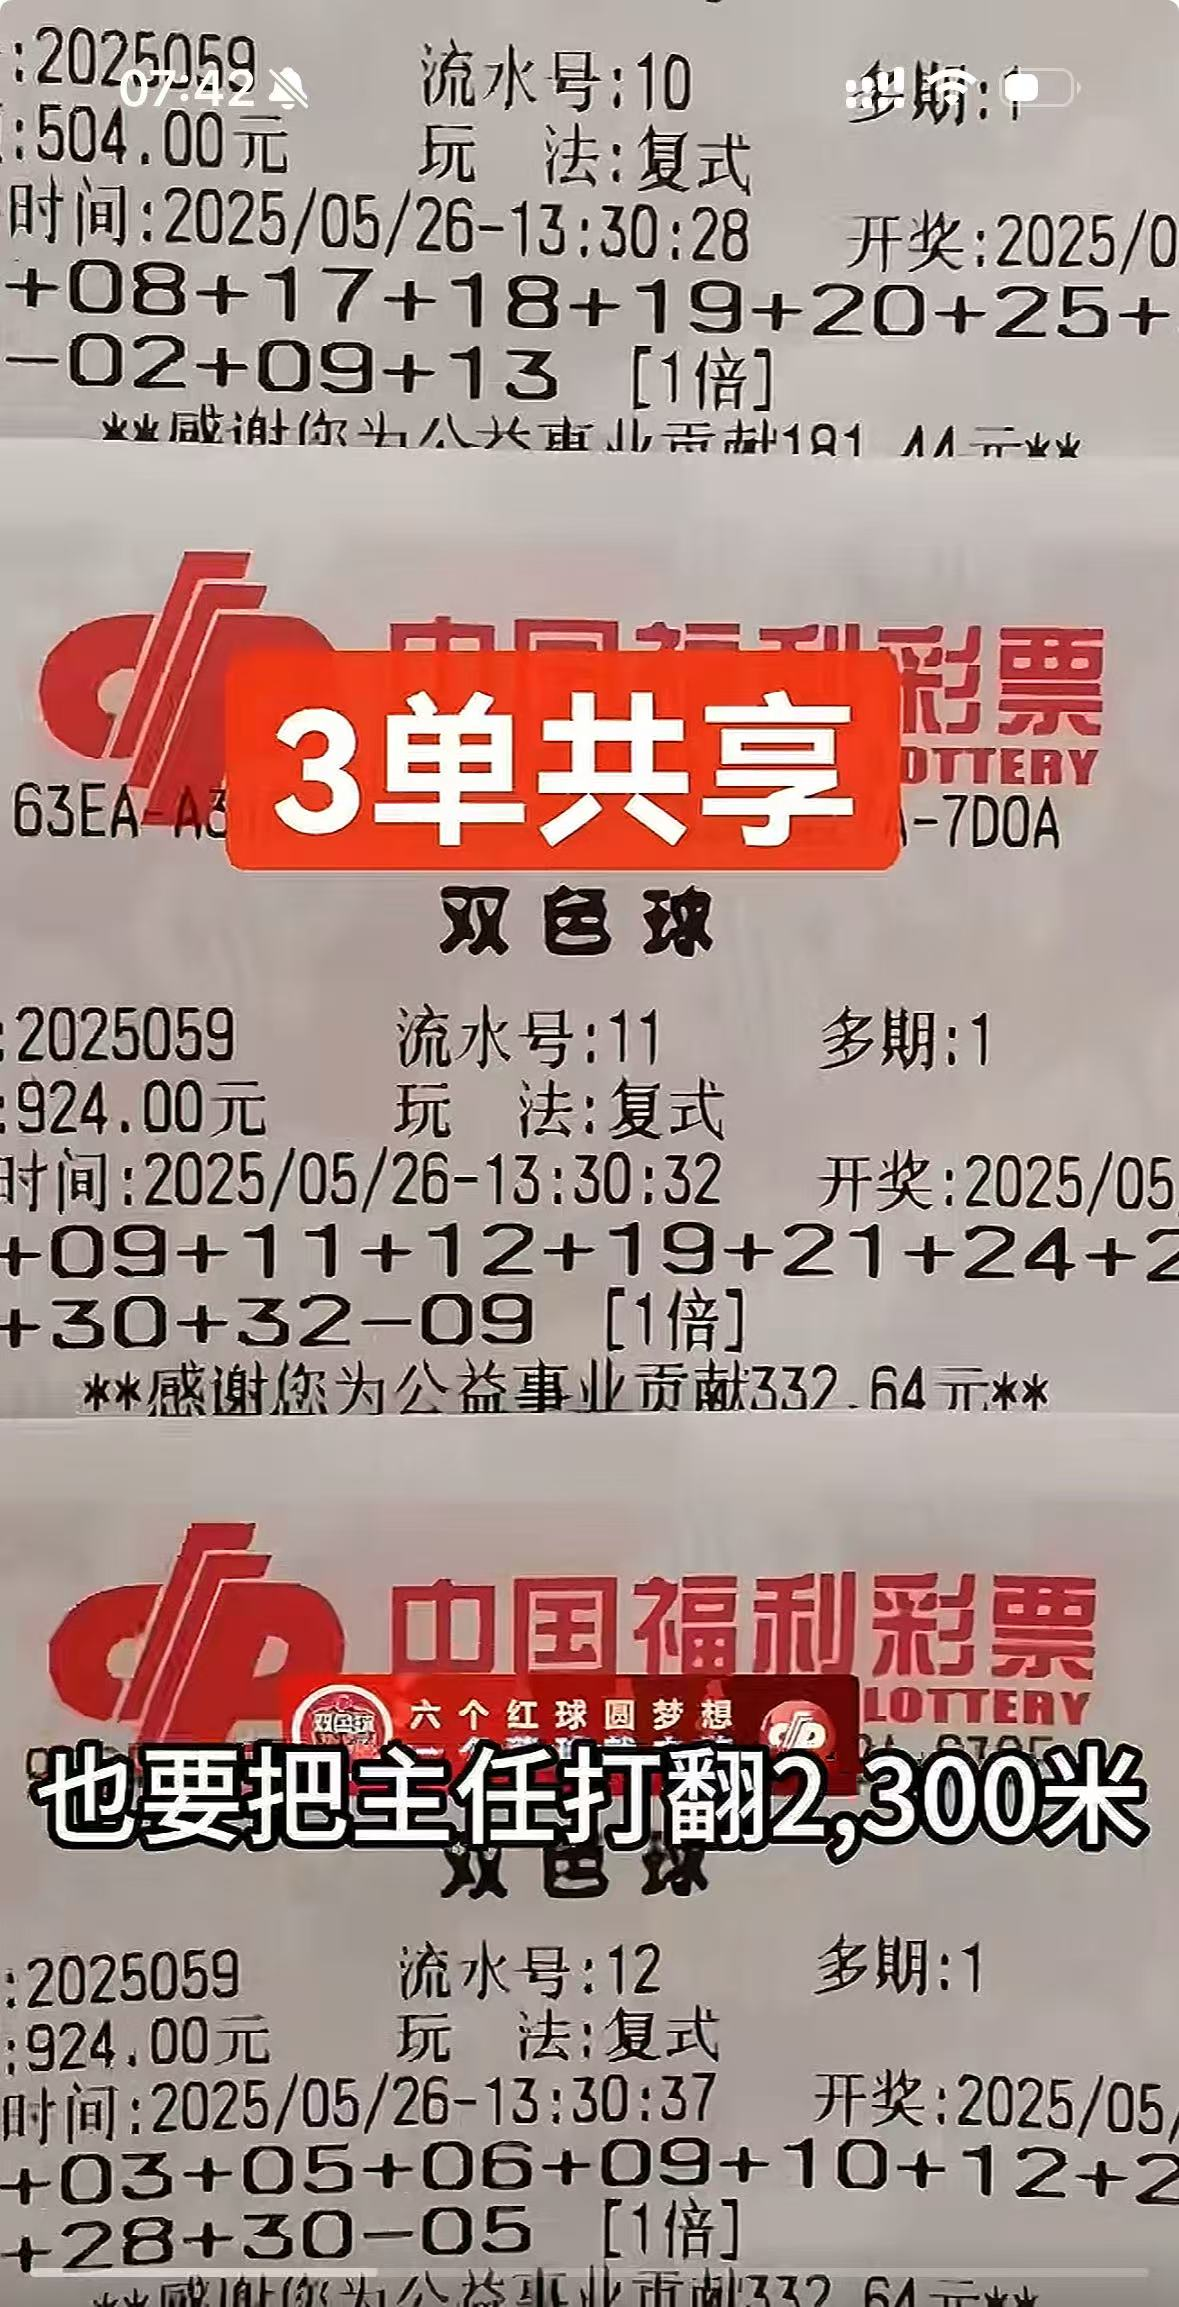 :2025059 流水号:10 多期:1
07:42
:504.00元 玩 法:复式
时间:2025/05/26-13:30:28 开奖:2025/0
+08+17+18+19+20+25+
-02+09+13 [1倍]
**感谢您为公益事业贡献181.44元**
中国福利彩票
3单共享
OTTERY
63EA-A3 -7D0A
双色球
:2025059 流水号:11 多期:1
:924.00元 玩 法:复式
时间:2025/05/26-13:30:32 开奖:2025/05
+09+11+12+19+21+24+2
+30+32-09 [1倍]
**感谢您为公益事业贡献332.64元**
中国福利彩票
LOTTERY
双色球 六个红球圆梦想
也要把主任打翻2,300米
双色球
:2025059 流水号:12 多期:1
:924.00元 玩 法:复式
时间:2025/05/26-13:30:37 开奖:2025/05/
+03+05+06+09+10+12+2
+28+30-05 [1倍]
**感谢您为公益事业贡献332.64元**